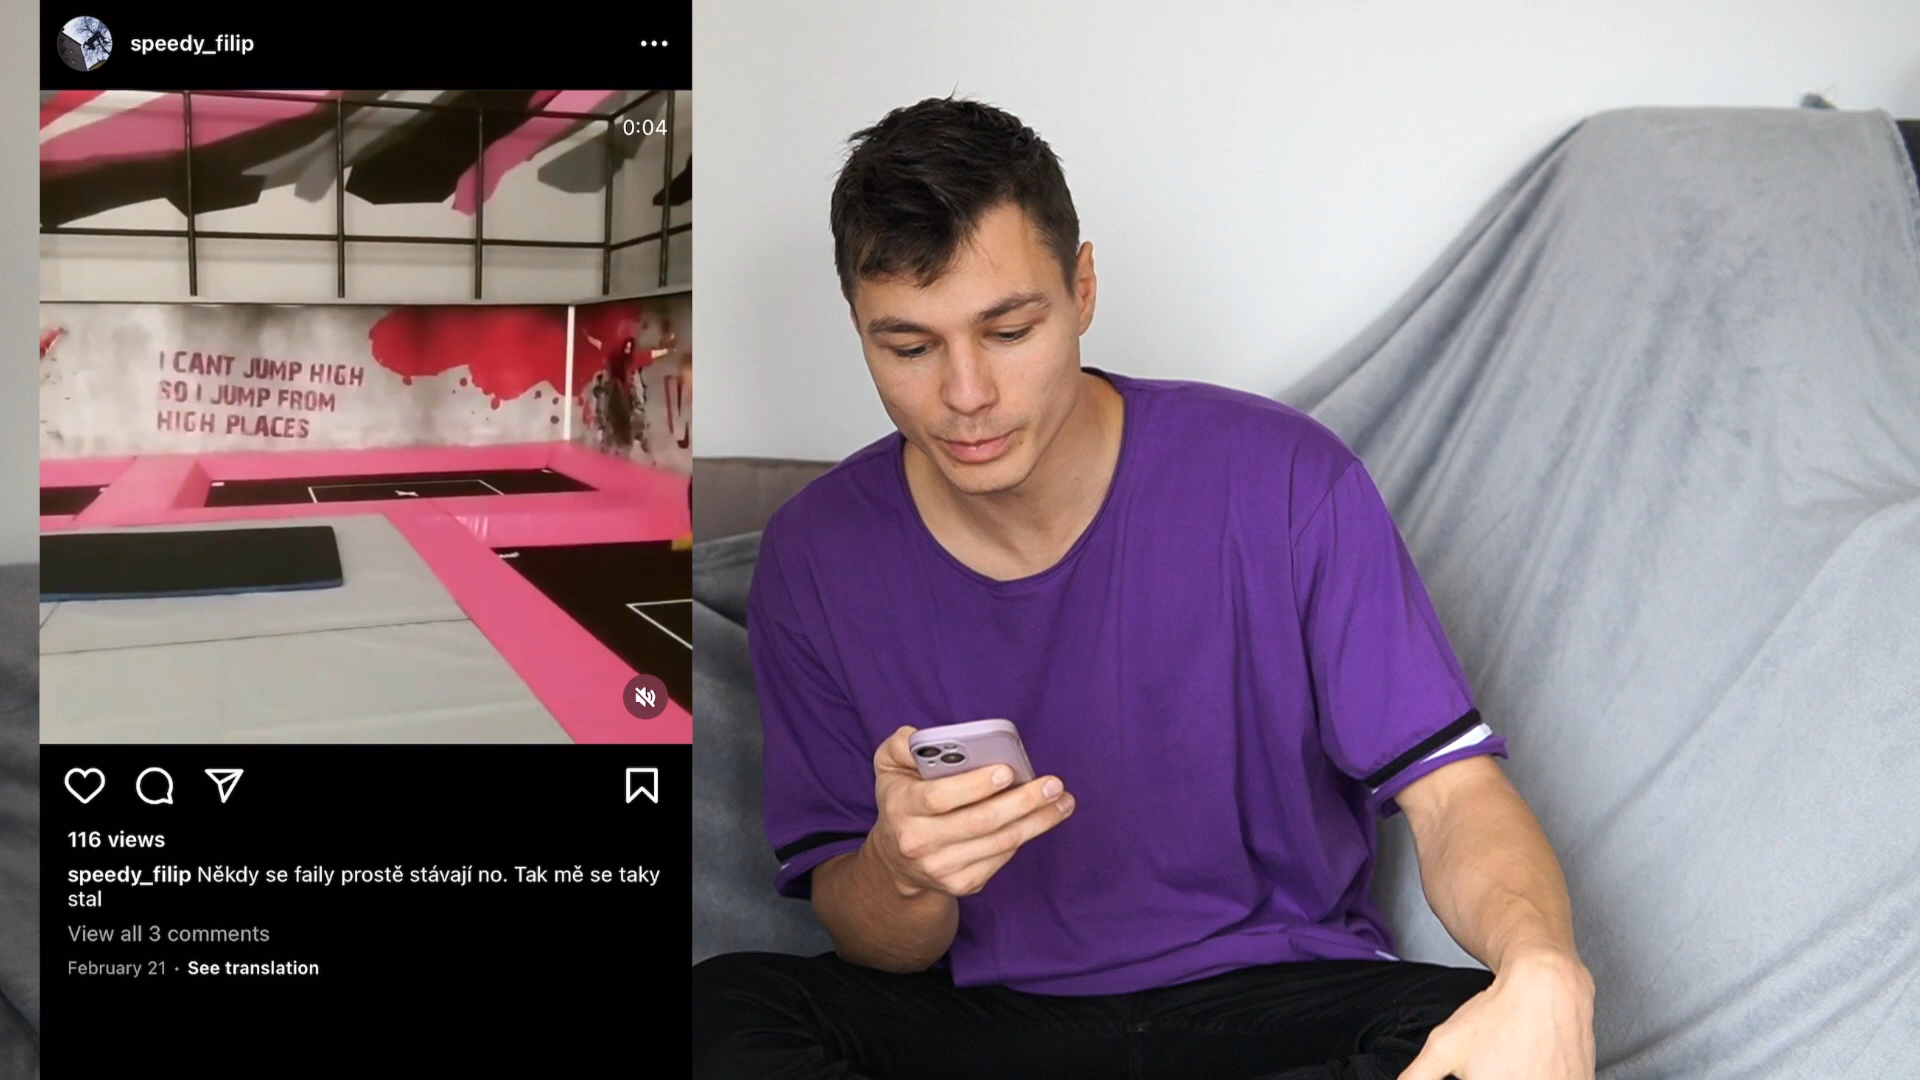 speedy_filip
0:04
I CANT JUMP HIGH
SO I JUMP FROM
HIGH PLACES
116 views
speedy_filip Někdy se faily prostě stávají no. Tak mě se taky
stal
View all 3 comments
February 21 · See translation